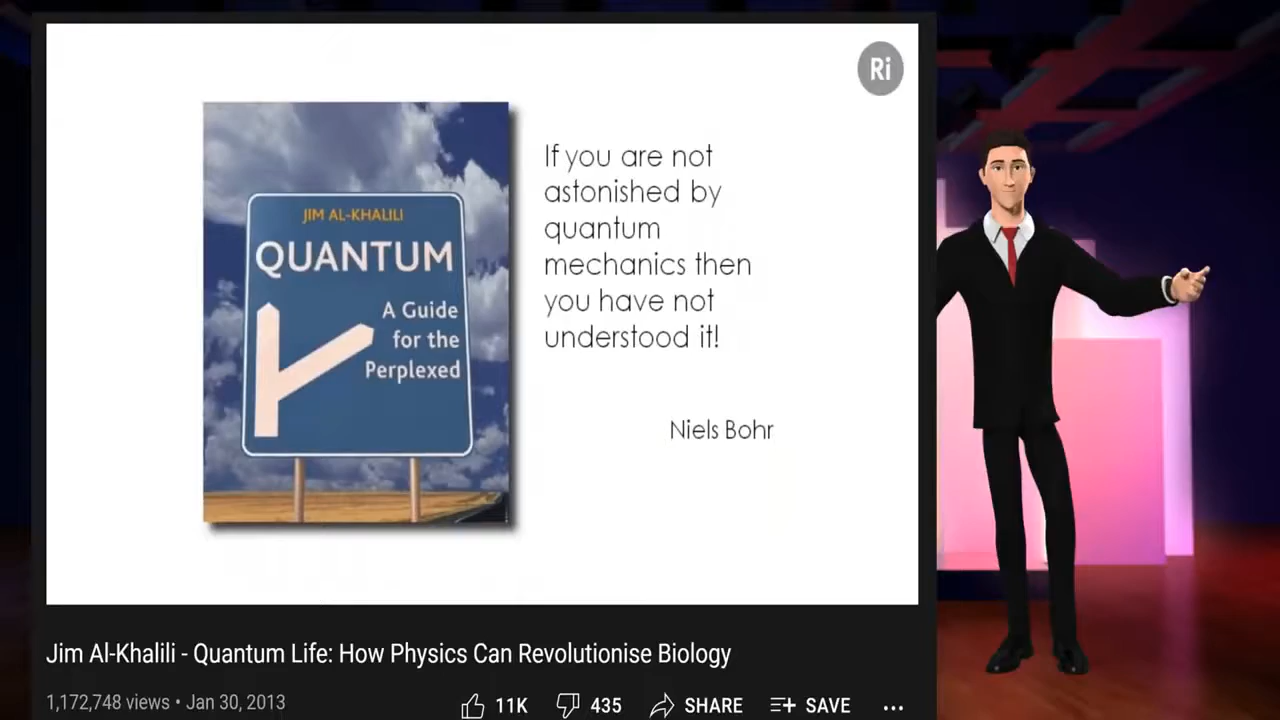 Ri
JIM AL-KHALILI
QUANTUM
A Guide
for the
Perplexed
If you are not
astonished by
quantum
mechanics then
you have not
understood it!
Niels Bohr
Jim Al-Khalili - Quantum Life: How Physics Can Revolutionise Biology
1,172,748 views • Jan 30, 2013
11K
435
SHARE
SAVE